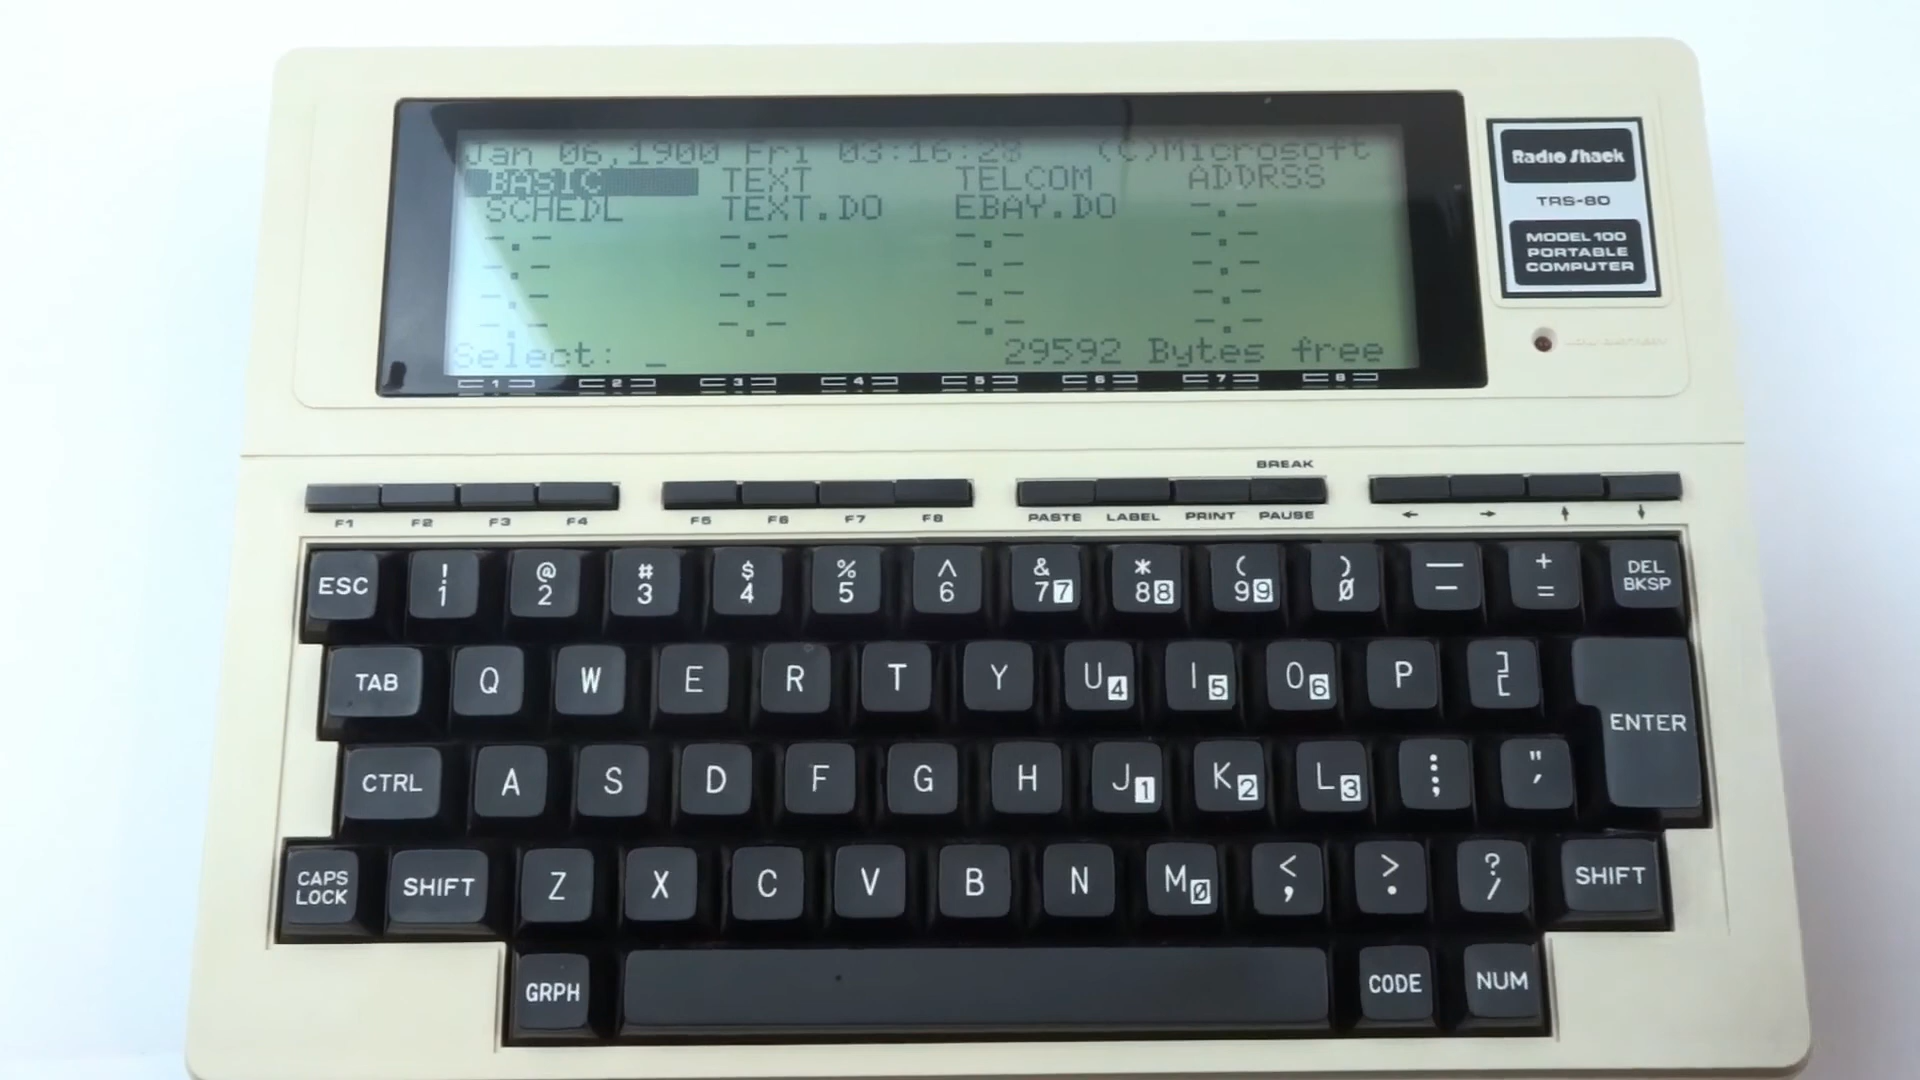 Jan 06,1900 Fri 03:16:28 (C)Microsoft
BASIC TEXT TELCOM ADDRSS
SCHEDL TEXT.DO EBAY.DO -.-
-.- -.- -.- -.-
-.- -.- -.- -.-
-.- -.- -.- -.-
-.- -.- -.- -.-
Select: _ 29592 Bytes free
1 2 3 4 5 6 7 8
Radio Shack
TRS-80
MODEL 100
PORTABLE
COMPUTER
LOW BATTERY
BREAK
F1 F2 F3 F4 F5 F6 F7 F8 PASTE LABEL PRINT PAUSE ← → ↑ ↓
ESC ! 1 @ 2 # 3 $ 4 % 5 ^ 6 & 7 7 * 8 8 ( 9 9 ) 0 _ - + = DEL BKSP
TAB Q W E R T Y U 4 I 5 O 6 P ] [ ENTER
CTRL A S D F G H J 1 K 2 L 3 : ; " '
CAPS LOCK SHIFT Z X C V B N M 0 < , > . ? / SHIFT
GRPH CODE NUM